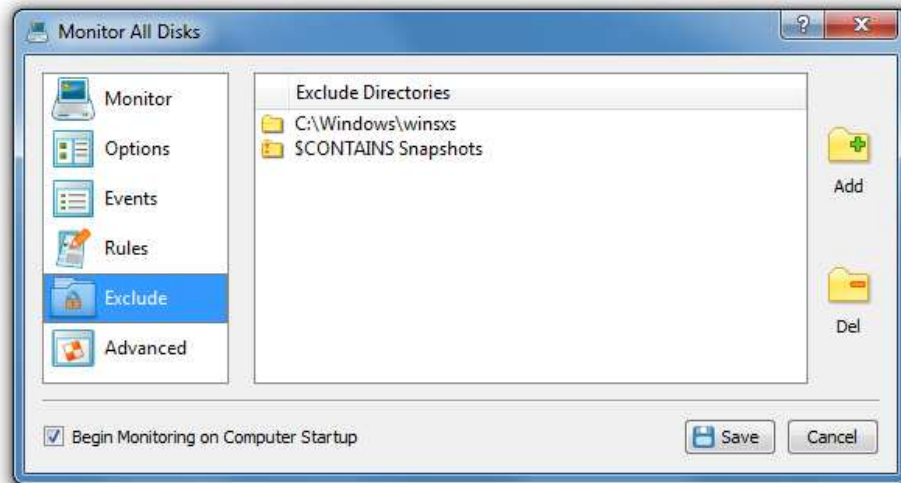 Monitor All Disks
Monitor
Options
Events
Rules
Exclude
Advanced
Exclude Directories
C:\Windows\winsxs
$CONTAINS Snapshots
Add
Del
Begin Monitoring on Computer Startup
Save
Cancel